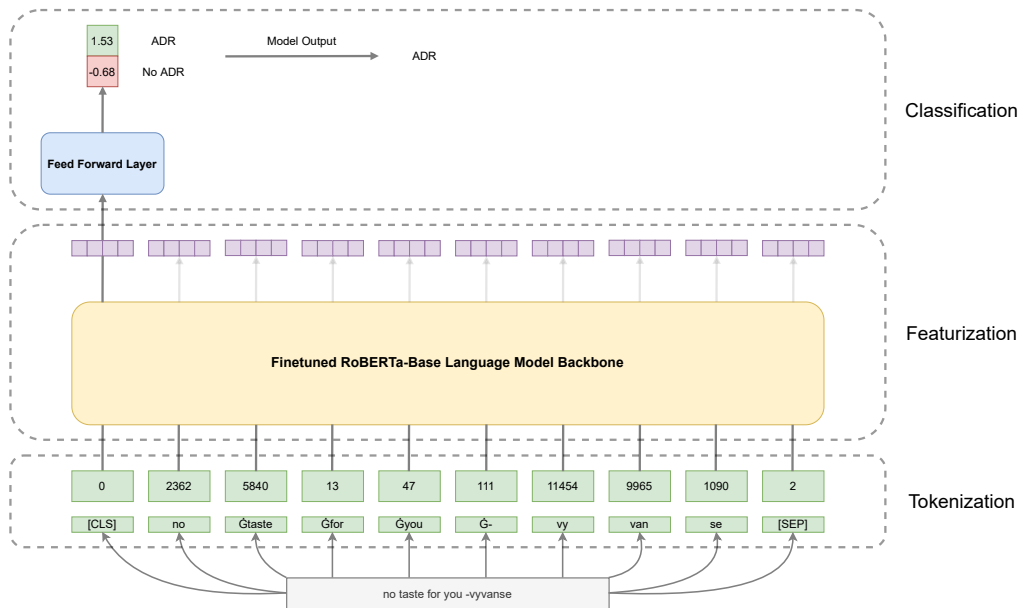 1.53 ADR
Model Output
ADR
-0.68 No ADR
Classification
Feed Forward Layer
Finetuned RoBERTa-Base Language Model Backbone
Featurization
0 2362 5840 13 47 111 11454 9965 1090 2
Tokenization
[CLS] no Ġtaste Ġfor Ġyou Ġ- vy van se [SEP]
no taste for you -vyvanse